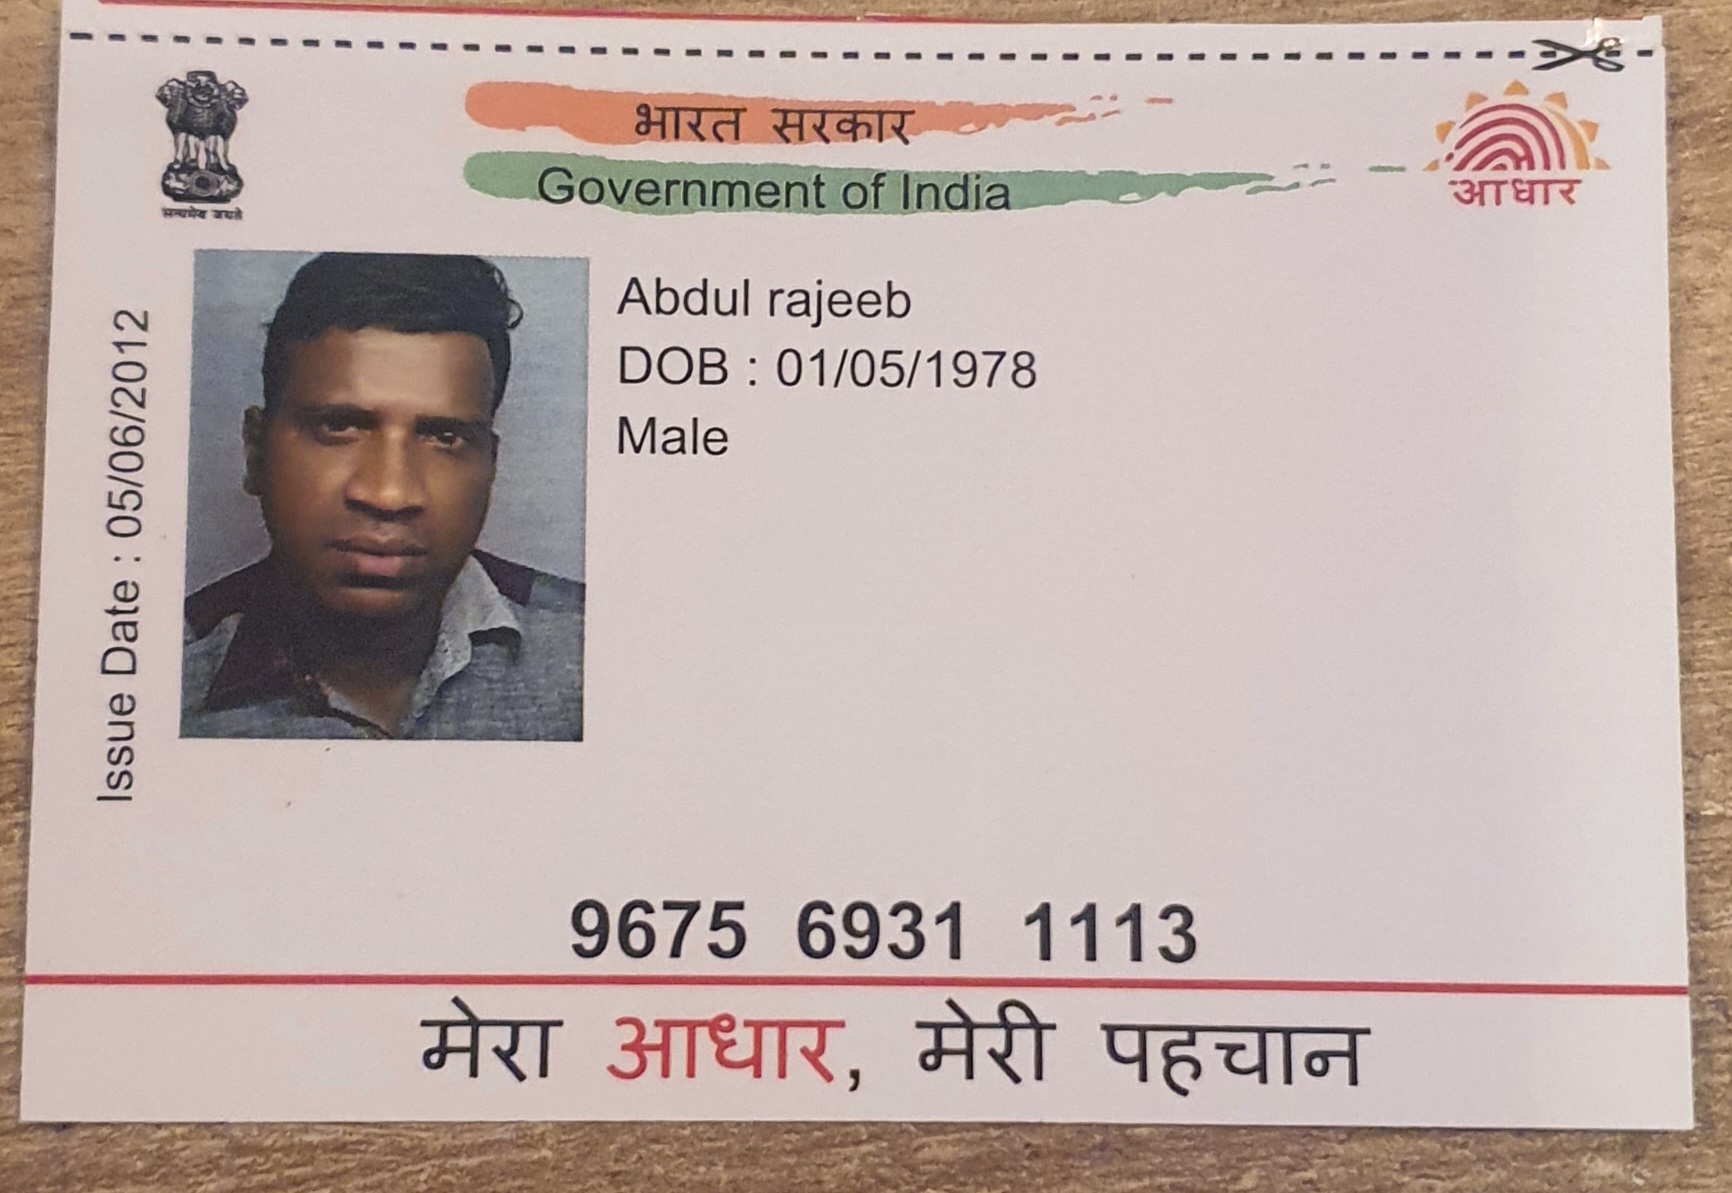 सत्यमेव जयते
भारत सरकार
Government of India
आधार
Issue Date : 05/06/2012
Abdul rajeeb
DOB : 01/05/1978
Male
9675 6931 1113
मेरा आधार, मेरी पहचान